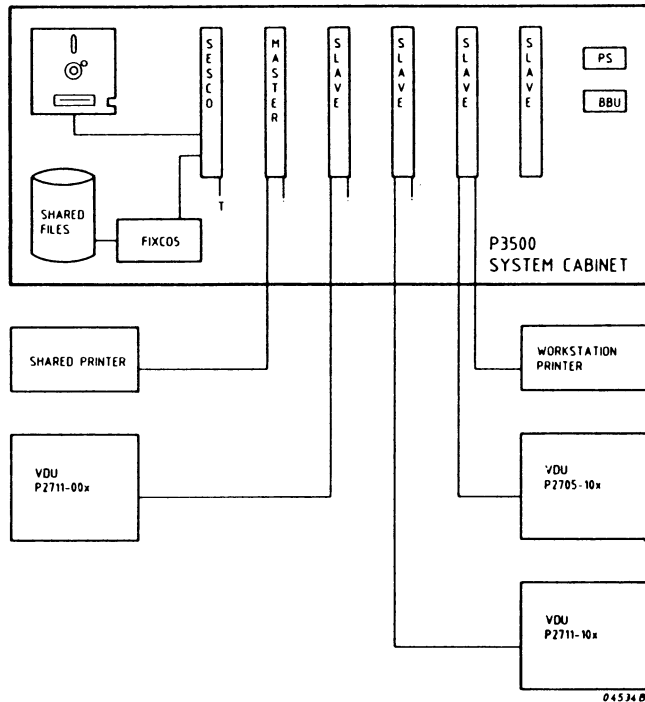 SESCO
MASTER
SLAVE
SLAVE
SLAVE
SLAVE
PS
BBU
SHARED
FILES
FIXCOS
T
P3500
SYSTEM CABINET
SHARED PRINTER
WORKSTATION
PRINTER
VDU
P2711-00x
VDU
P2705-10x
VDU
P2711-10x
04534B